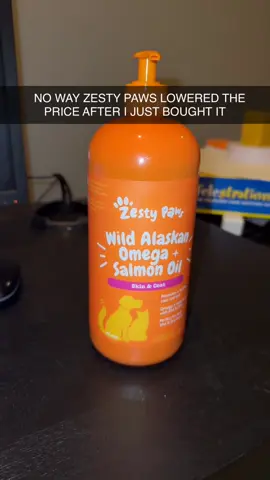 NO WAY ZESTY PAWS LOWERED THE
PRICE AFTER I JUST BOUGHT IT
Zesty Paws
Wild Alaskan
Omega +
Salmon Oil
Skin & Coat